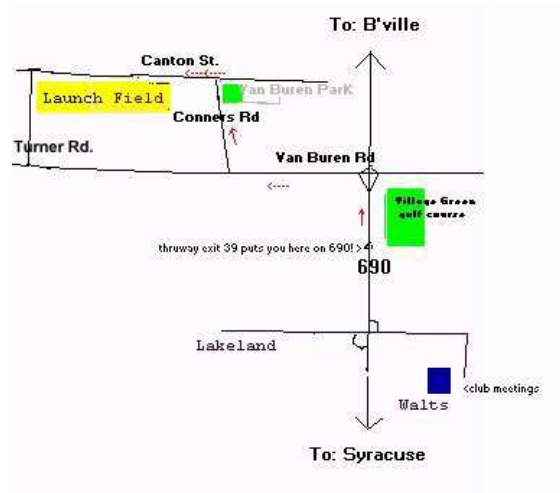 To: B'ville
Canton St.
Van Buren Park
Launch Field
Conners Rd
Turner Rd.
Van Buren Rd
Village Green
golf course
thruway exit 39 puts you here on 690!>
690
Lakeland
<club meetings
Walts
To: Syracuse